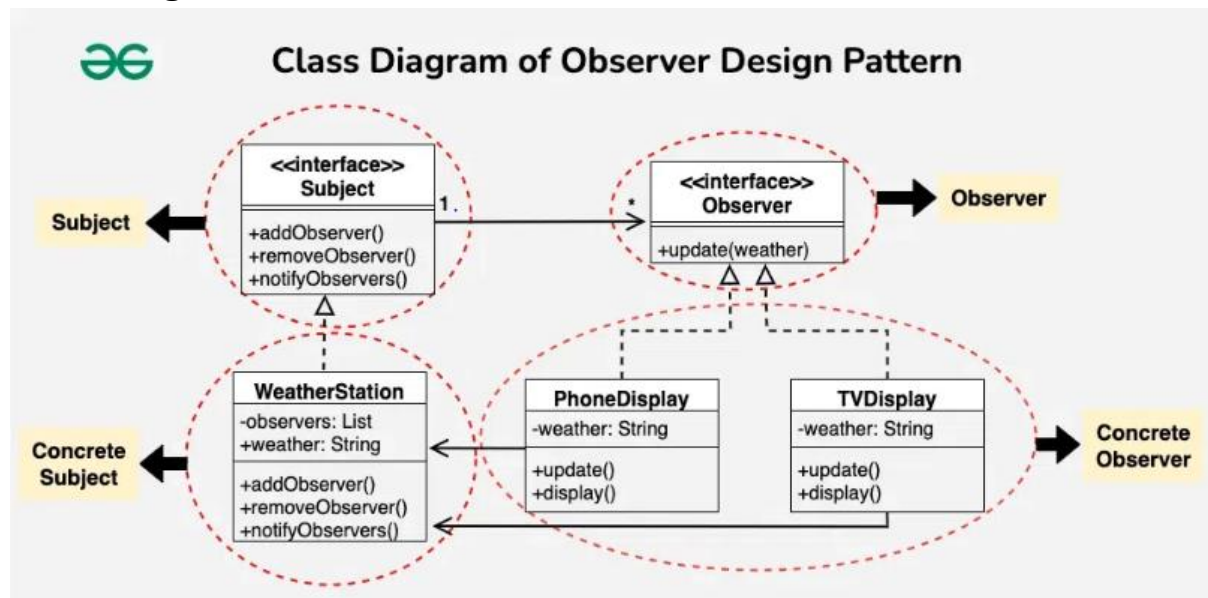 Class Diagram of Observer Design Pattern
<<interface>>
Subject
+addObserver()
+removeObserver()
+notifyObservers()
1.
*
<<interface>>
Observer
+update(weather)
Subject
Observer
WeatherStation
-observers: List
+weather: String
+addObserver()
+removeObserver()
+notifyObservers()
PhoneDisplay
-weather: String
+update()
+display()
TVDisplay
-weather: String
+update()
+display()
Concrete
Subject
Concrete
Observer